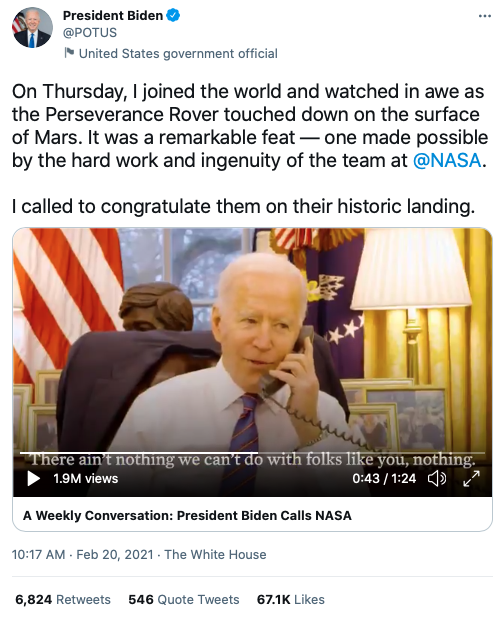 President Biden
@POTUS
United States government official
On Thursday, I joined the world and watched in awe as
the Perseverance Rover touched down on the surface
of Mars. It was a remarkable feat — one made possible
by the hard work and ingenuity of the team at @NASA.
I called to congratulate them on their historic landing.
There ain't nothing we can't do with folks like you, nothing.
1.9M views
0:43 / 1:24
A Weekly Conversation: President Biden Calls NASA
10:17 AM · Feb 20, 2021 · The White House
6,824 Retweets 546 Quote Tweets 67.1K Likes